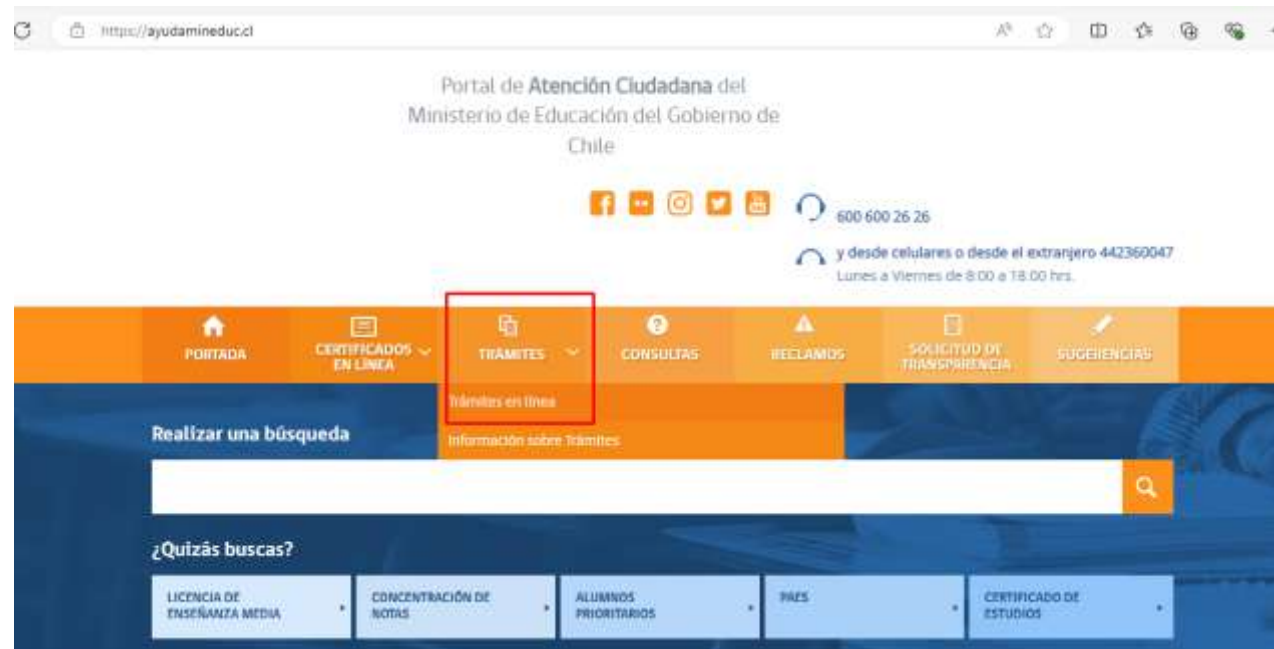 https://ayudamineduc.cl
Portal de Atención Ciudadana del
Ministerio de Educación del Gobierno de
Chile
600 600 26 26
y desde celulares o desde el extranjero 442360047
Lunes a Viernes de 8:00 a 18:00 hrs.
PORTADA
CERTIFICADOS
EN LÍNEA
TRÁMITES
CONSULTAS
RECLAMOS
SOLICITUD DE
TRANSPARENCIA
SUGERENCIAS
Trámites en línea
Información sobre Trámites
Realizar una búsqueda
¿Quizás buscas?
LICENCIA DE
ENSEÑANZA MEDIA
CONCENTRACIÓN DE
NOTAS
ALUMNOS
PRIORITARIOS
PAES
CERTIFICADO DE
ESTUDIOS